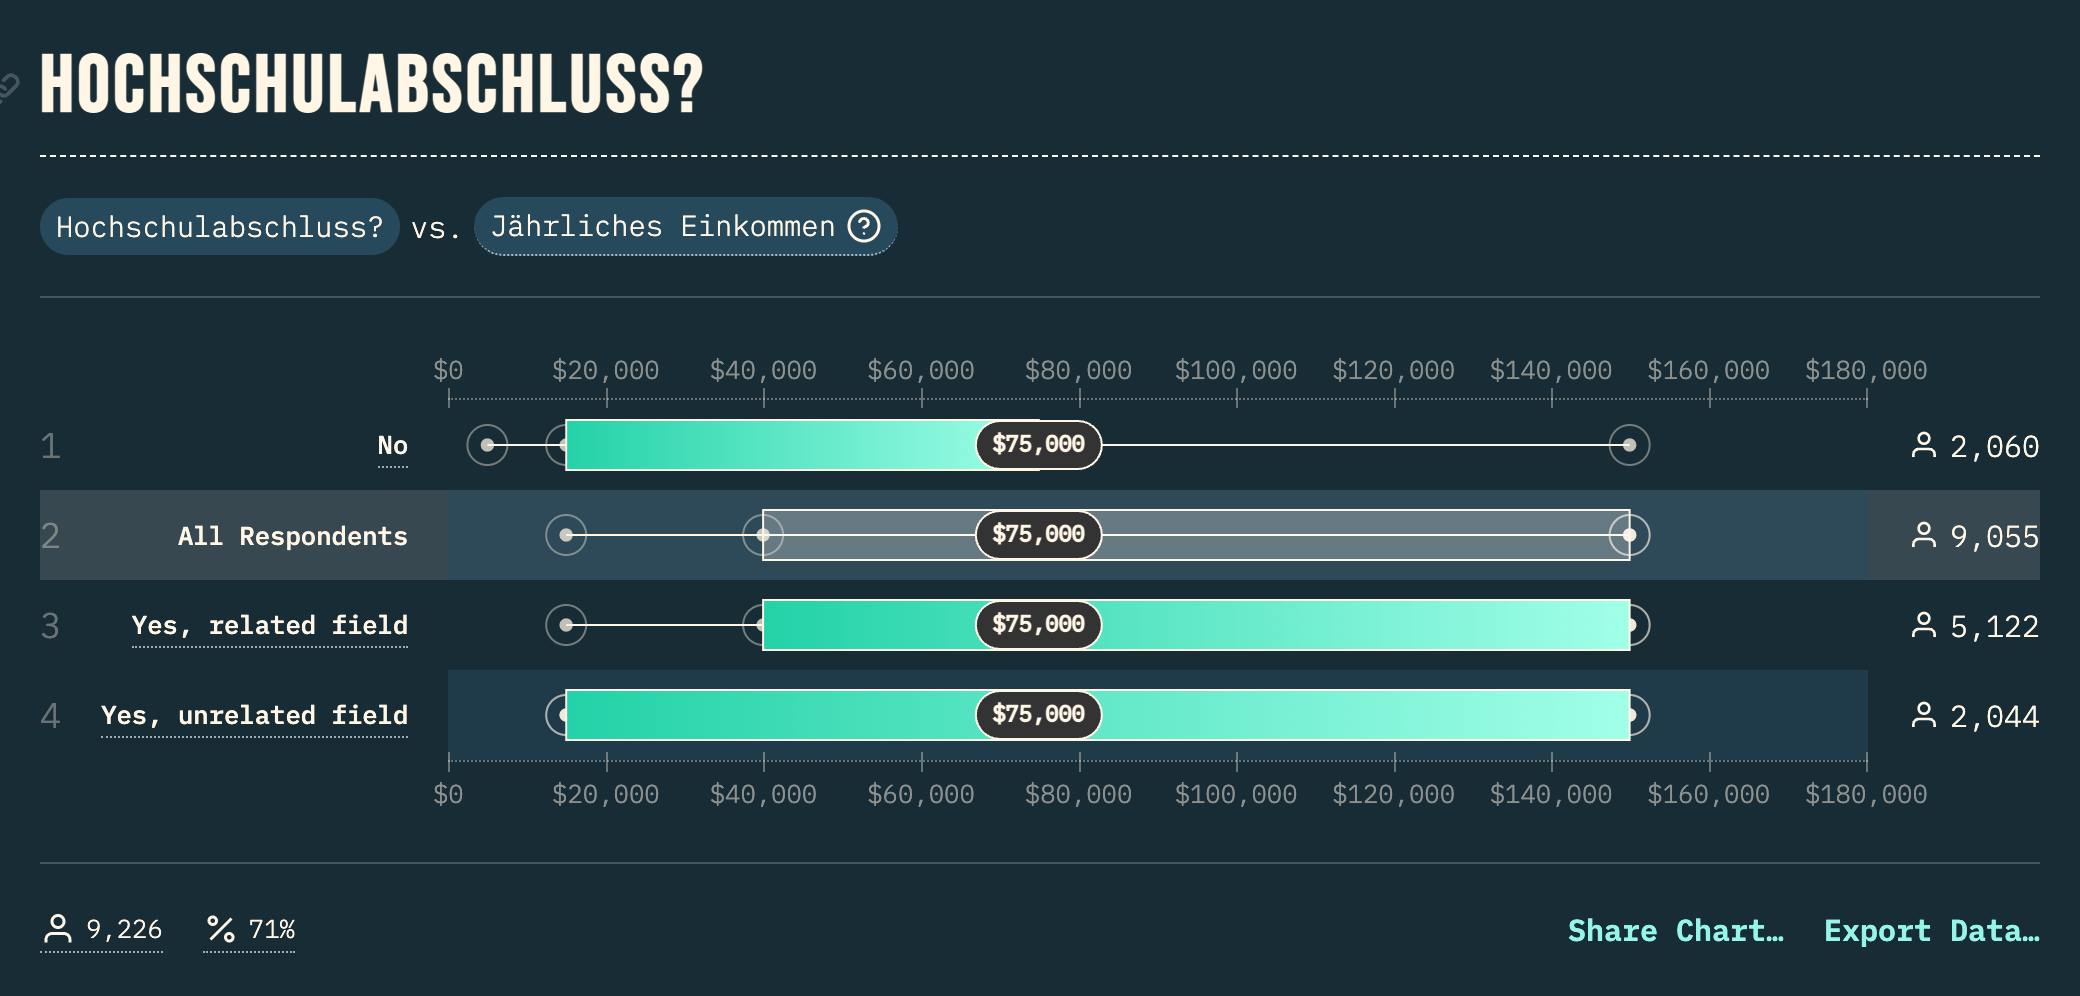 HOCHSCHULABSCHLUSS?
Hochschulabschluss? vs. Jährliches Einkommen ?
$0 $20,000 $40,000 $60,000 $80,000 $100,000 $120,000 $140,000 $160,000 $180,000
1 No $75,000 2,060
2 All Respondents $75,000 9,055
3 Yes, related field $75,000 5,122
4 Yes, unrelated field $75,000 2,044
$0 $20,000 $40,000 $60,000 $80,000 $100,000 $120,000 $140,000 $160,000 $180,000
9,226 % 71% Share Chart… Export Data…